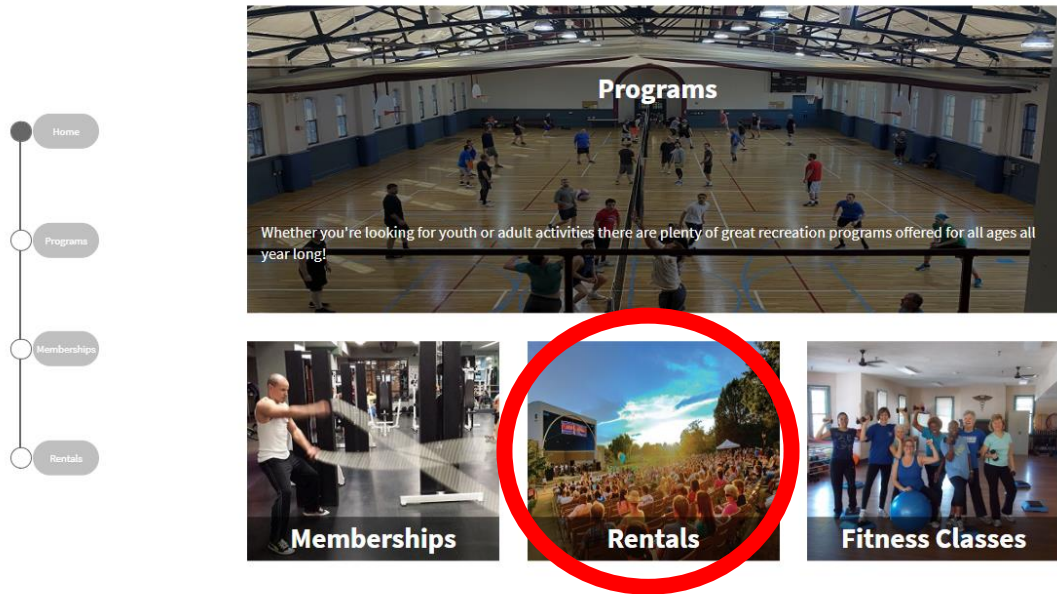 Home
Programs
Memberships
Rentals
Programs
Whether you're looking for youth or adult activities there are plenty of great recreation programs offered for all ages all
year long!
Memberships
Rentals
Fitness Classes